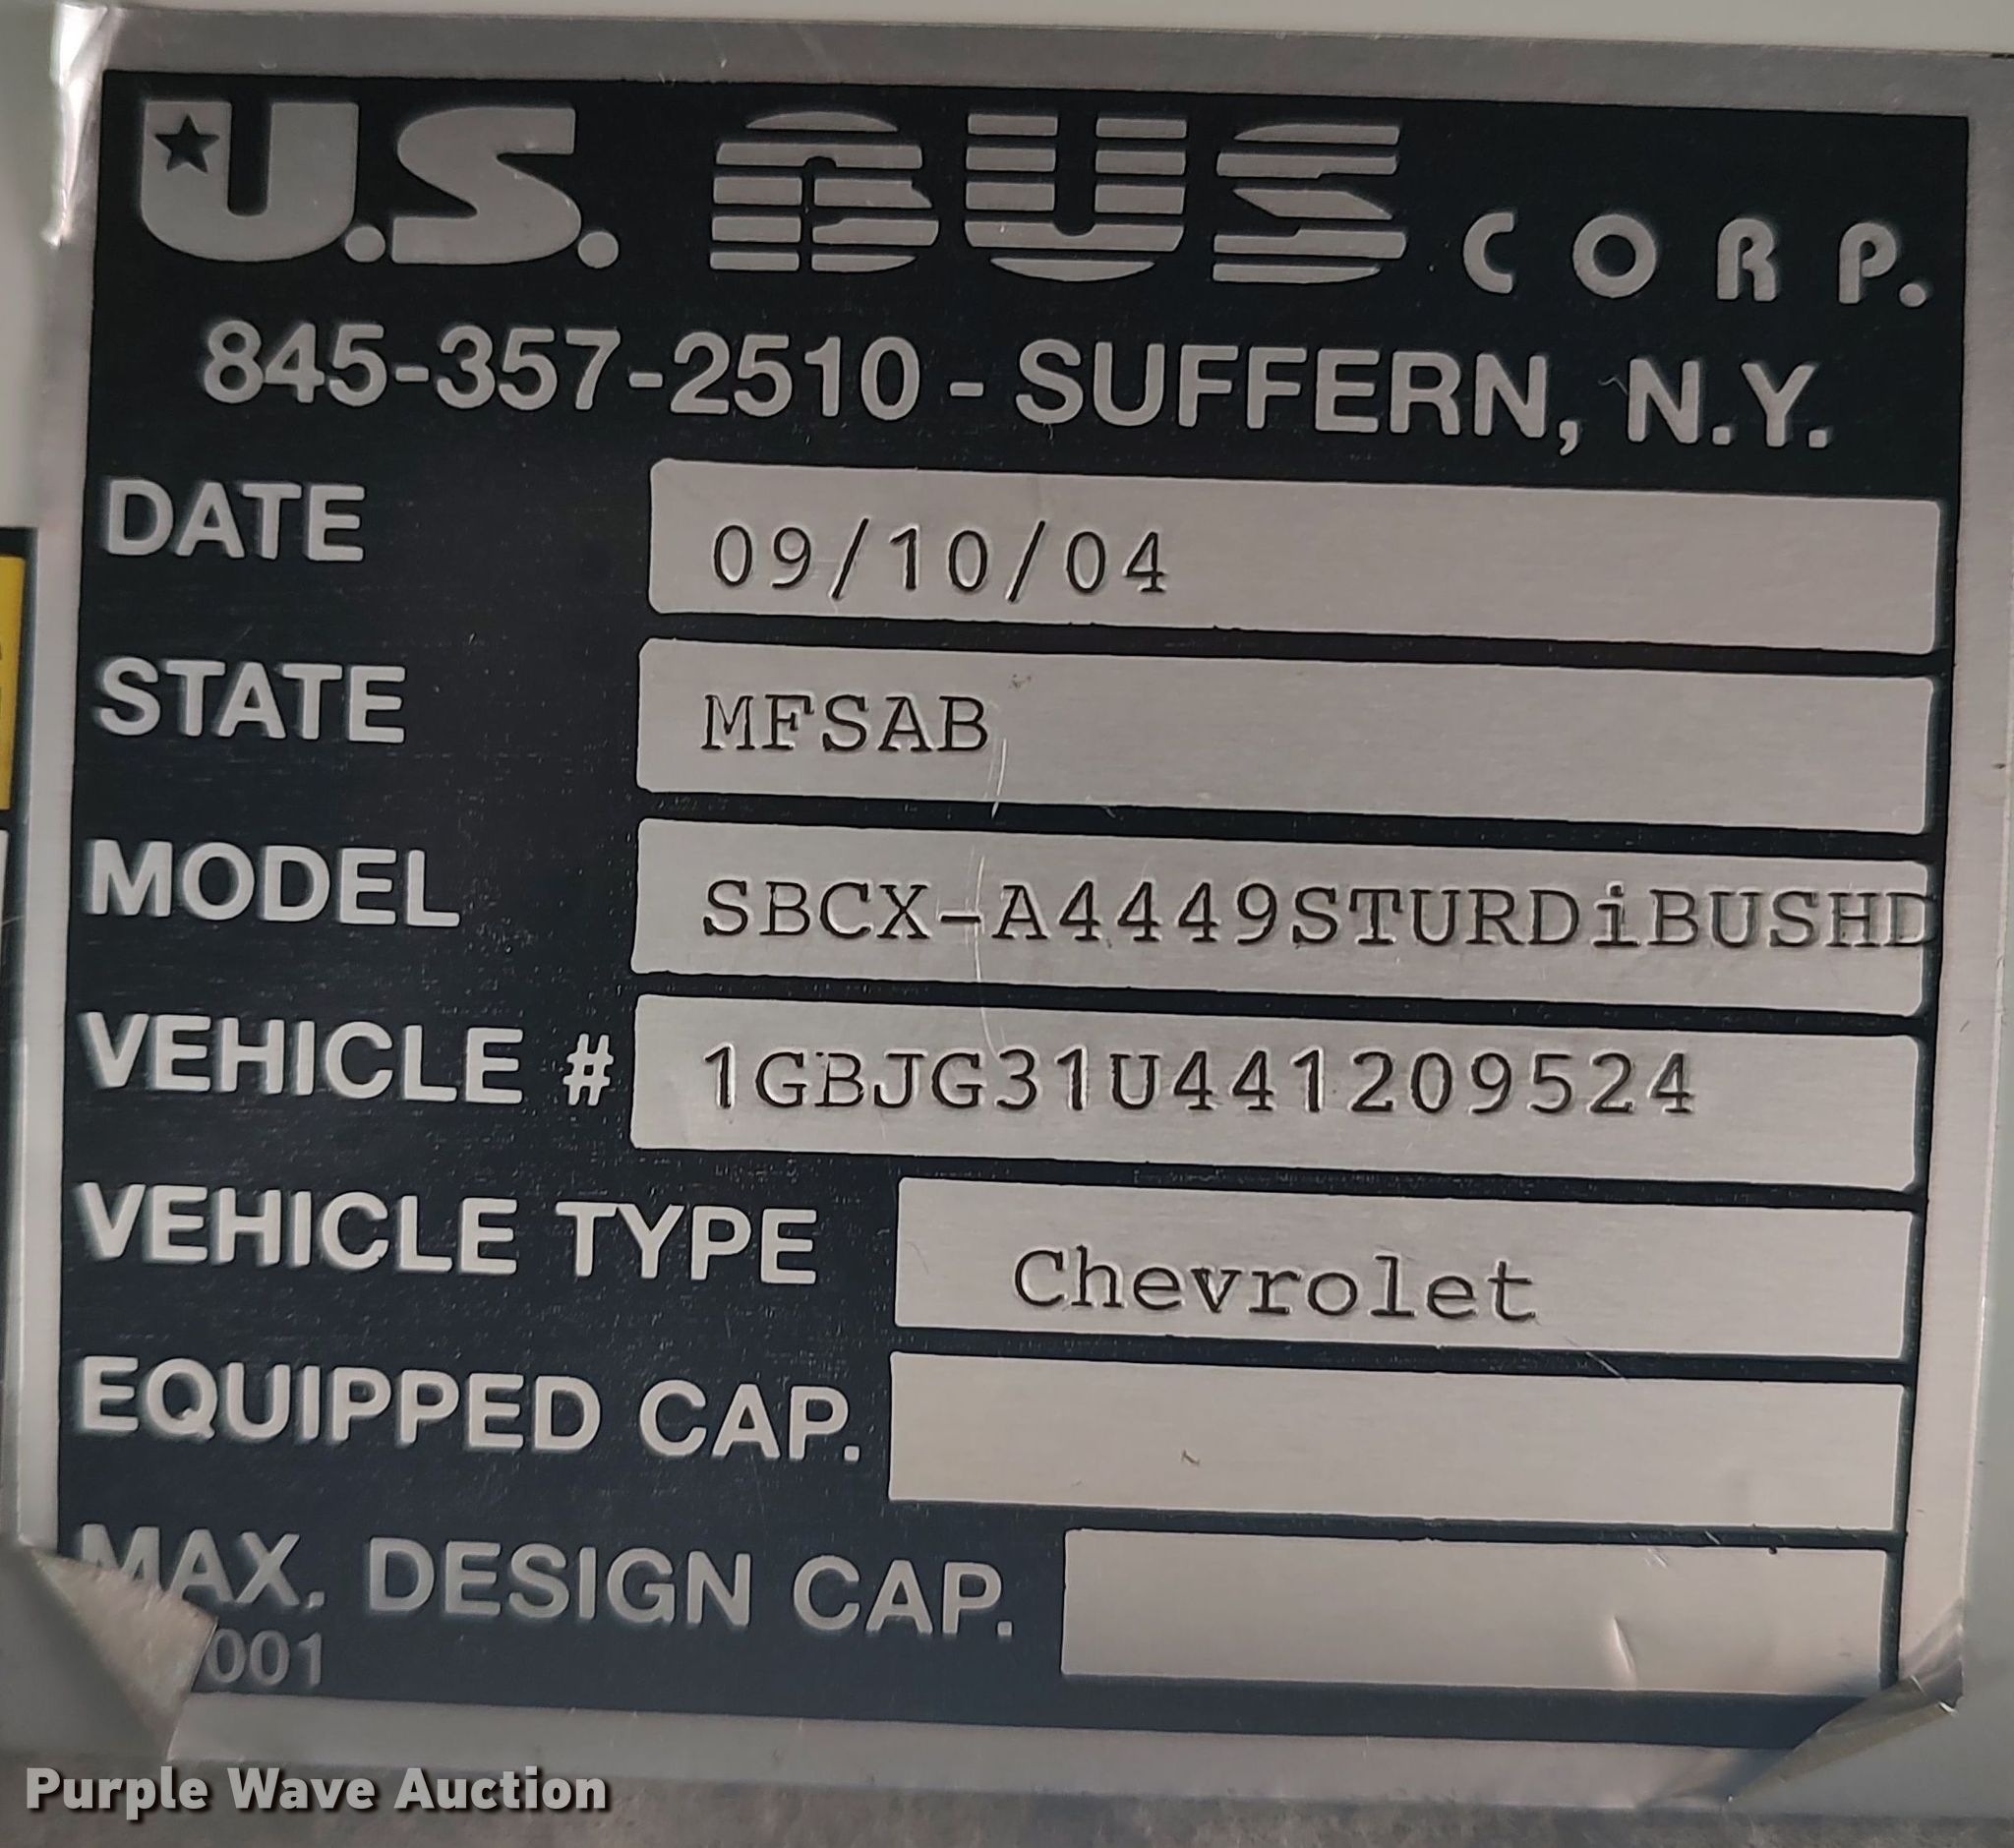 U.S. BUS CORP.
845-357-2510 - SUFFERN, N.Y.
DATE 09/10/04
STATE MFSAB
MODEL SBCX-A4449STURDiBUSHD
VEHICLE # 1GBJG31U441209524
VEHICLE TYPE Chevrolet
EQUIPPED CAP.
MAX. DESIGN CAP.
001
Purple Wave Auction